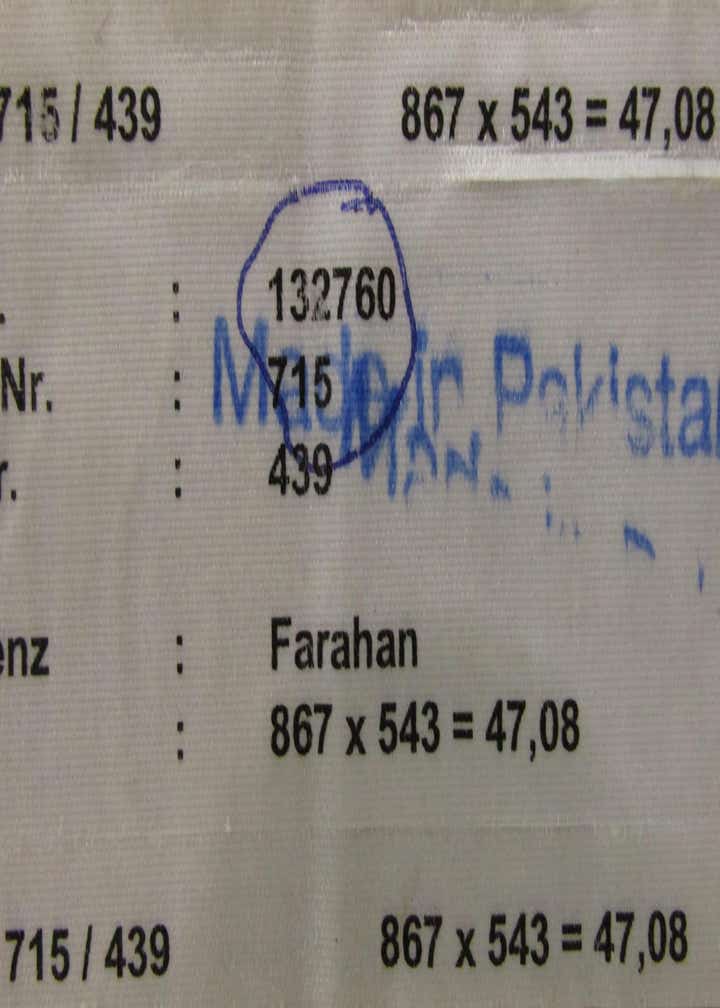 715 / 439 867 x 543 = 47,08
. : 132760
Nr. : 715
r. : 439
Made in Pakista
enz : Farahan
: 867 x 543 = 47,08
715 / 439 867 x 543 = 47,08